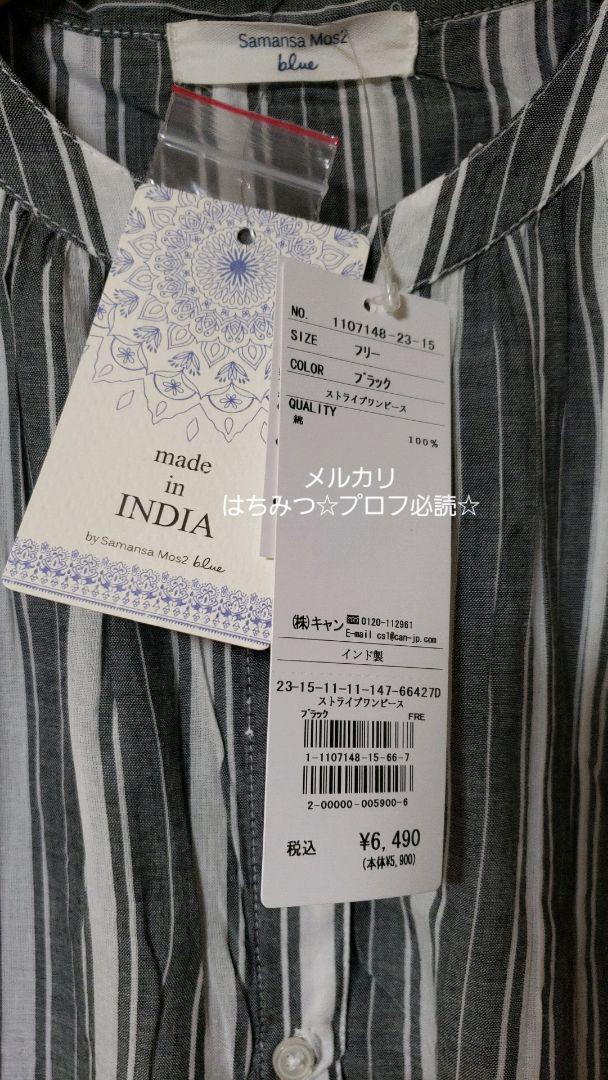 Samansa Mos2
blue
made
in
INDIA
by Samansa Mos2 blue
NO. 1107148-23-15
SIZE フリー
COLOR ブラック
ストライプワンピース
QUALITY
綿 100%
メルカリ
はちみつ☆プロフ必読☆
(株)キャン 0120-112961
E-mail cs1@can-jp.com
インド製
23-15-11-11-147-66427D
ストライプワンピース
ブラック FRE
1-1107148-15-66-7
2-00000-005900-6
税込 ¥6,490
(本体¥5,900)